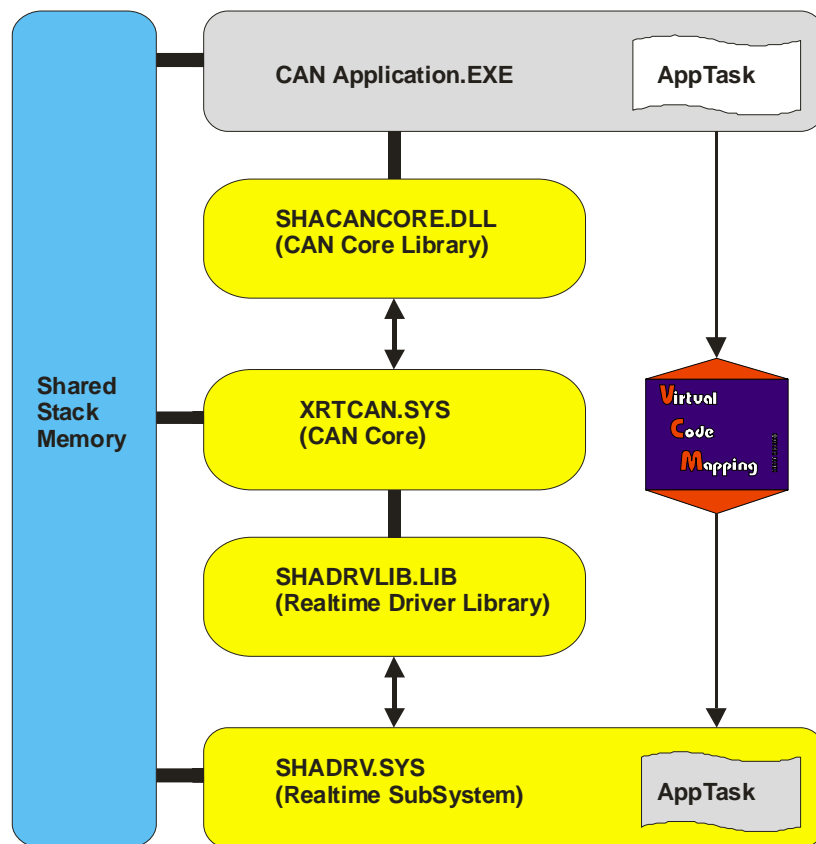 CAN Application.EXE
AppTask
SHACANCORE.DLL
(CAN Core Library)
Shared
Stack
Memory
XRTCAN.SYS
(CAN Core)
Virtual
Code
Mapping
SHADRVLIB.LIB
(Realtime Driver Library)
SHADRV.SYS
(Realtime SubSystem)
AppTask